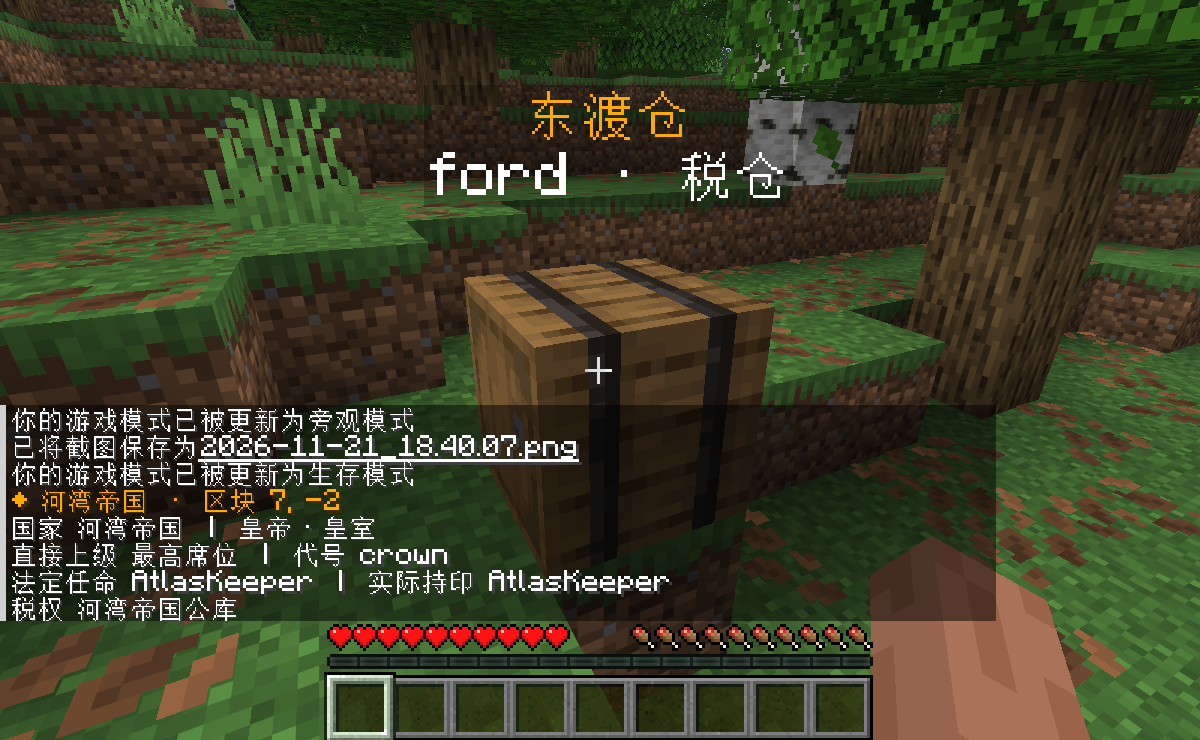 东渡仓
ford · 税仓
你的游戏模式已被更新为旁观模式
已将截图保存为2026-11-21_18.40.07.png
你的游戏模式已被更新为生存模式
◆ 河湾帝国 · 区块 7, -2
国家 河湾帝国 | 皇帝·皇室
直接上级 最高席位 | 代号 crown
法定任命 AtlasKeeper | 实际持印 AtlasKeeper
税权 河湾帝国公库